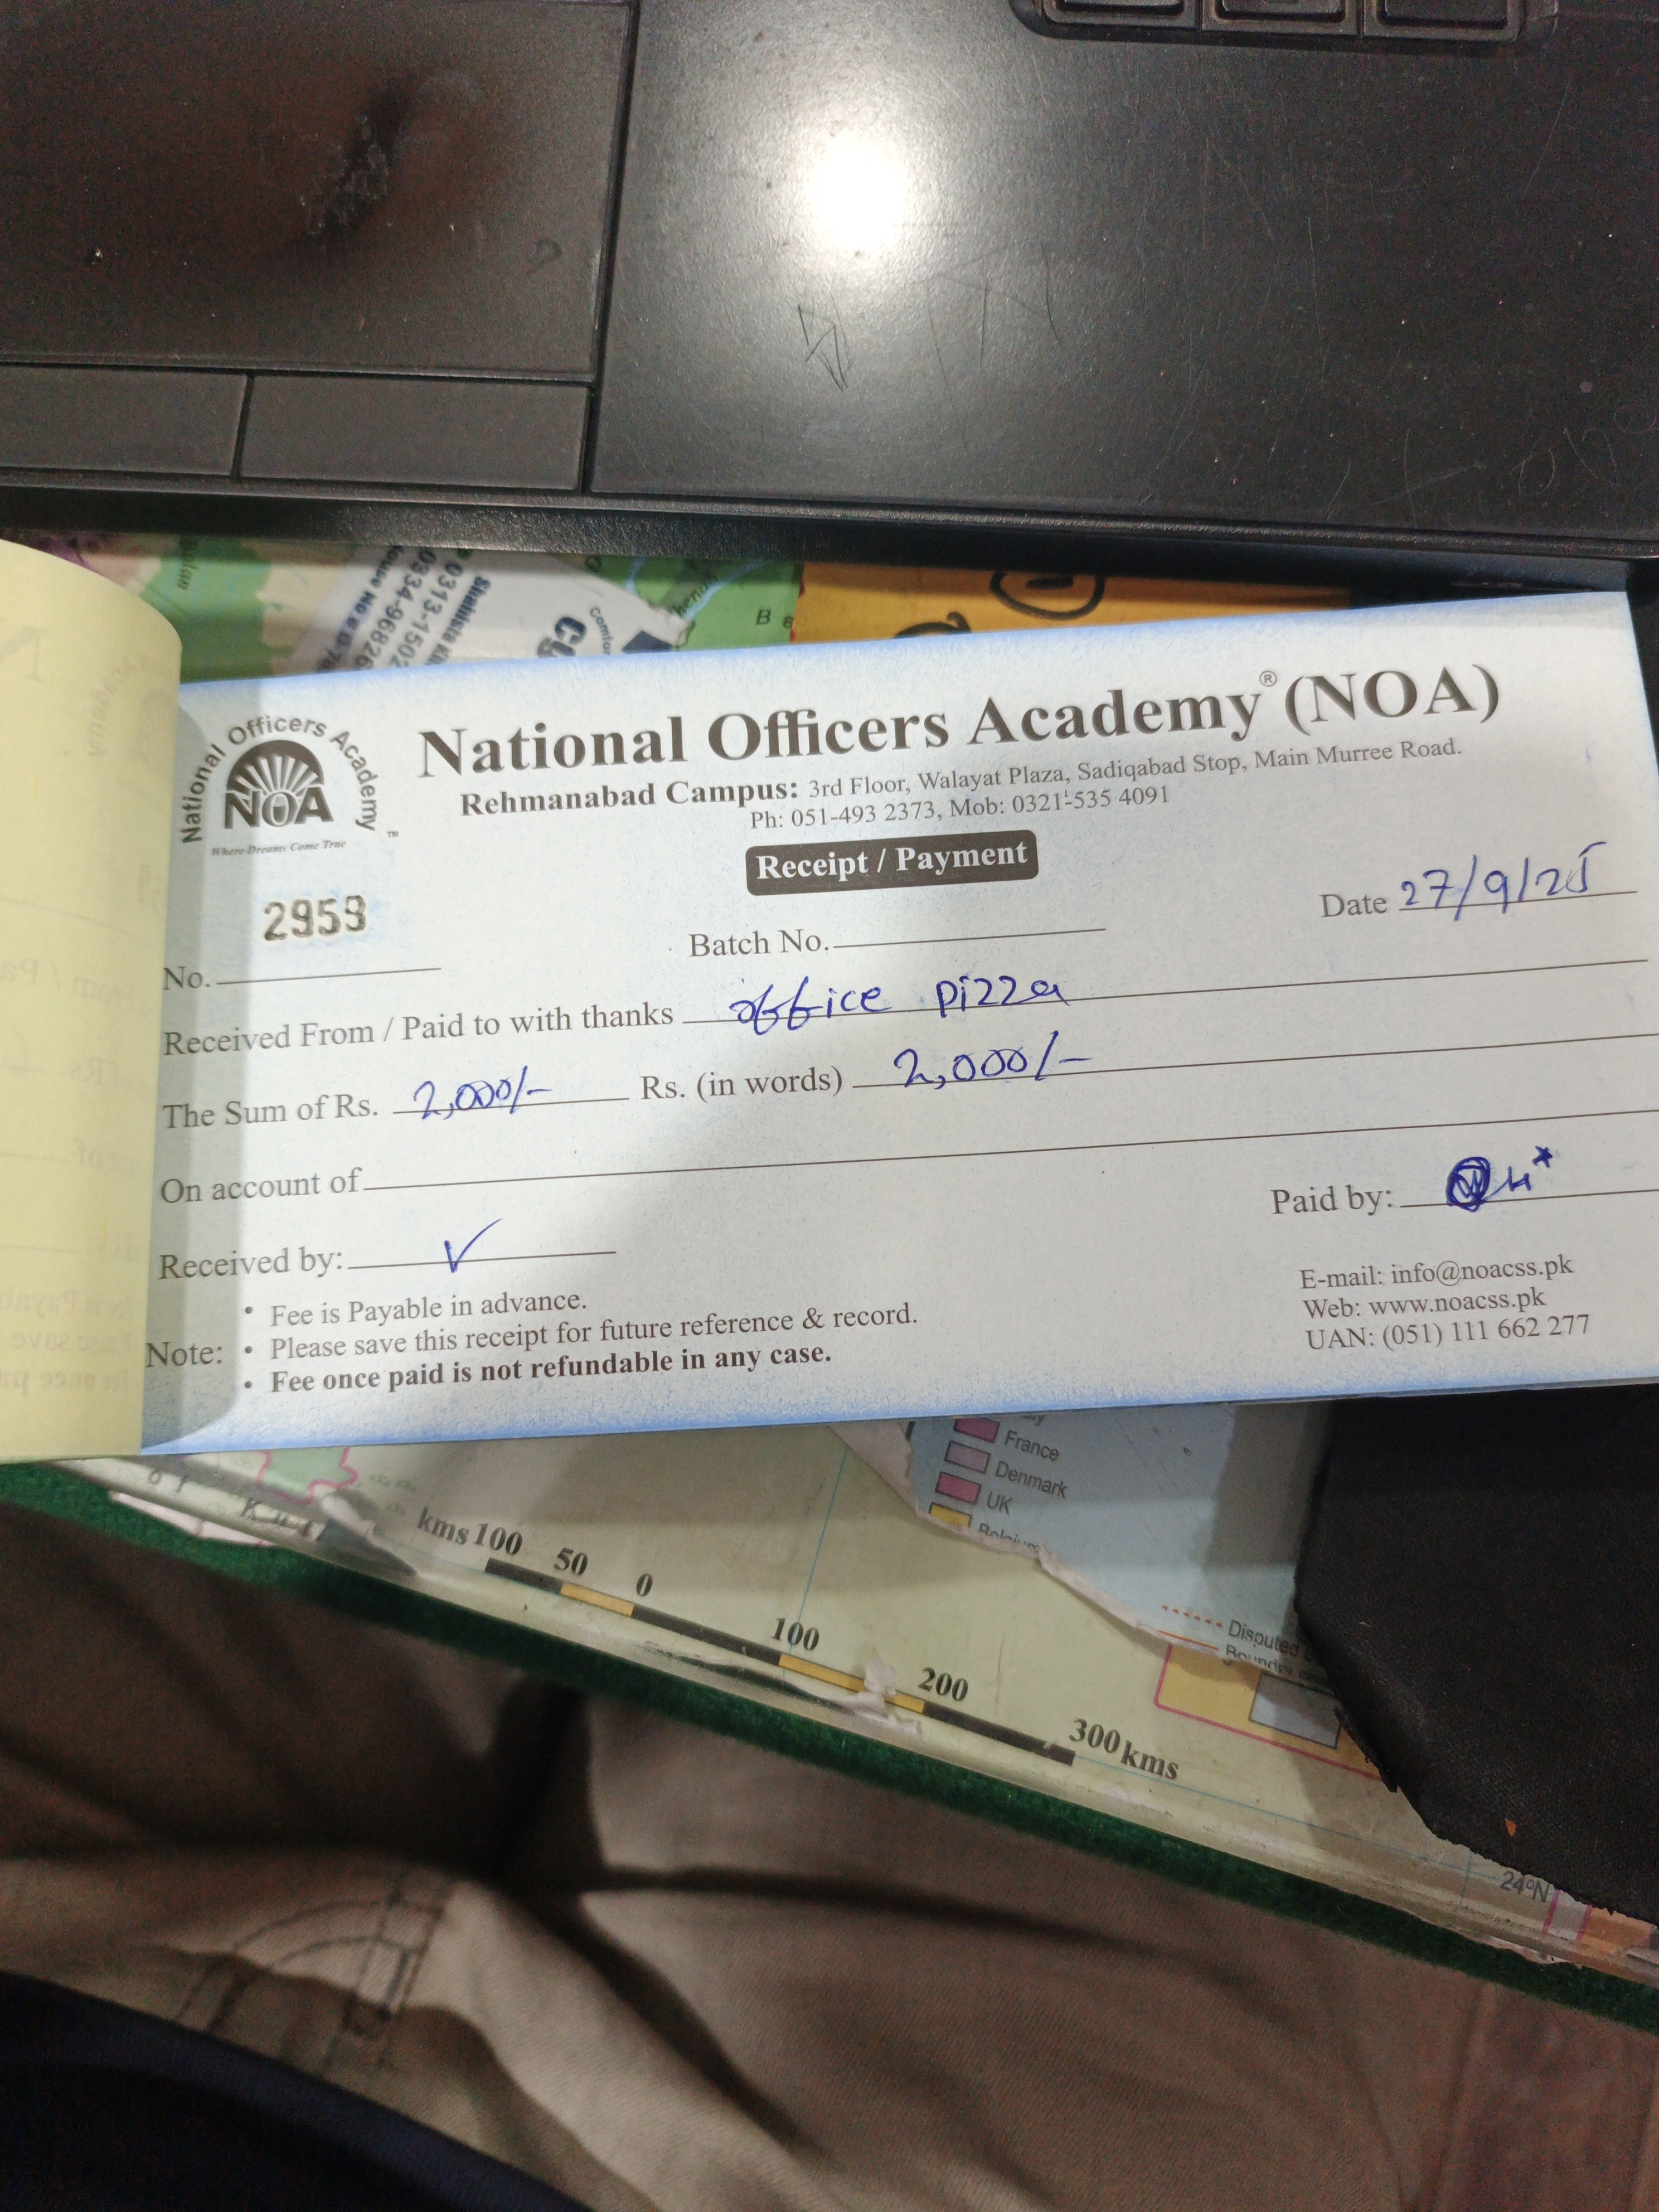 National Officers Academy
NOA
TM
Where Dreams Come True
National Officers Academy® (NOA)
Rehmanabad Campus: 3rd Floor, Walayat Plaza, Sadiqabad Stop, Main Murree Road.
Ph: 051-493 2373, Mob: 0321-535 4091
Receipt / Payment
2959
No.
Batch No.
Date 27/9/25
Received From / Paid to with thanks office pizza
The Sum of Rs. 2,000/- Rs. (in words) 2,000/-
On account of
Received by: ✓
Paid by:
Note: • Fee is Payable in advance.
• Please save this receipt for future reference & record.
• Fee once paid is not refundable in any case.
E-mail: info@noacss.pk
Web: www.noacss.pk
UAN: (051) 111 662 277
France
Denmark
UK
Belgium
kms 100 50 0 100 200 300 kms
Disputed
24°N